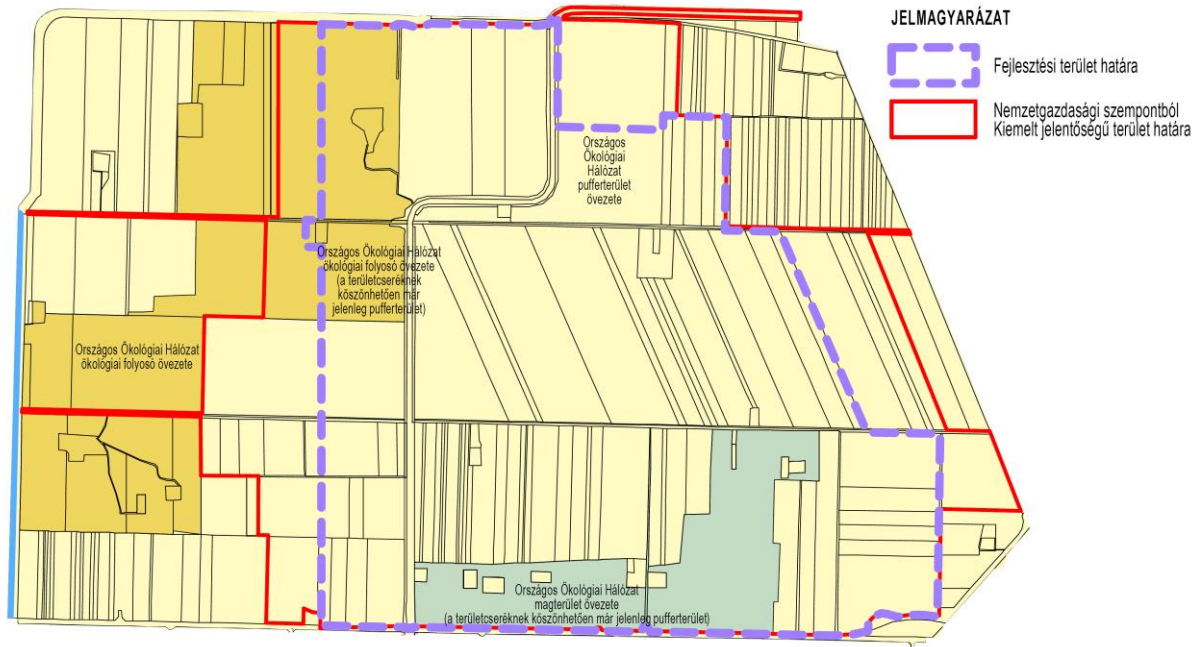 JELMAGYARÁZAT
Fejlesztési terület határa
Nemzetgazdasági szempontból
Kiemelt jelentőségű terület határa
Országos
Ökológiai
Hálózat
pufferterület
övezete
Országos Ökológiai Hálózat
ökológiai folyosó övezete
(a területcseréknek
köszönhetően már
jelenleg pufferterület)
Országos Ökológiai Hálózat
ökológiai folyosó övezete
Országos Ökológiai Hálózat
magterület övezete
(a területcseréknek köszönhetően már jelenleg pufferterület)